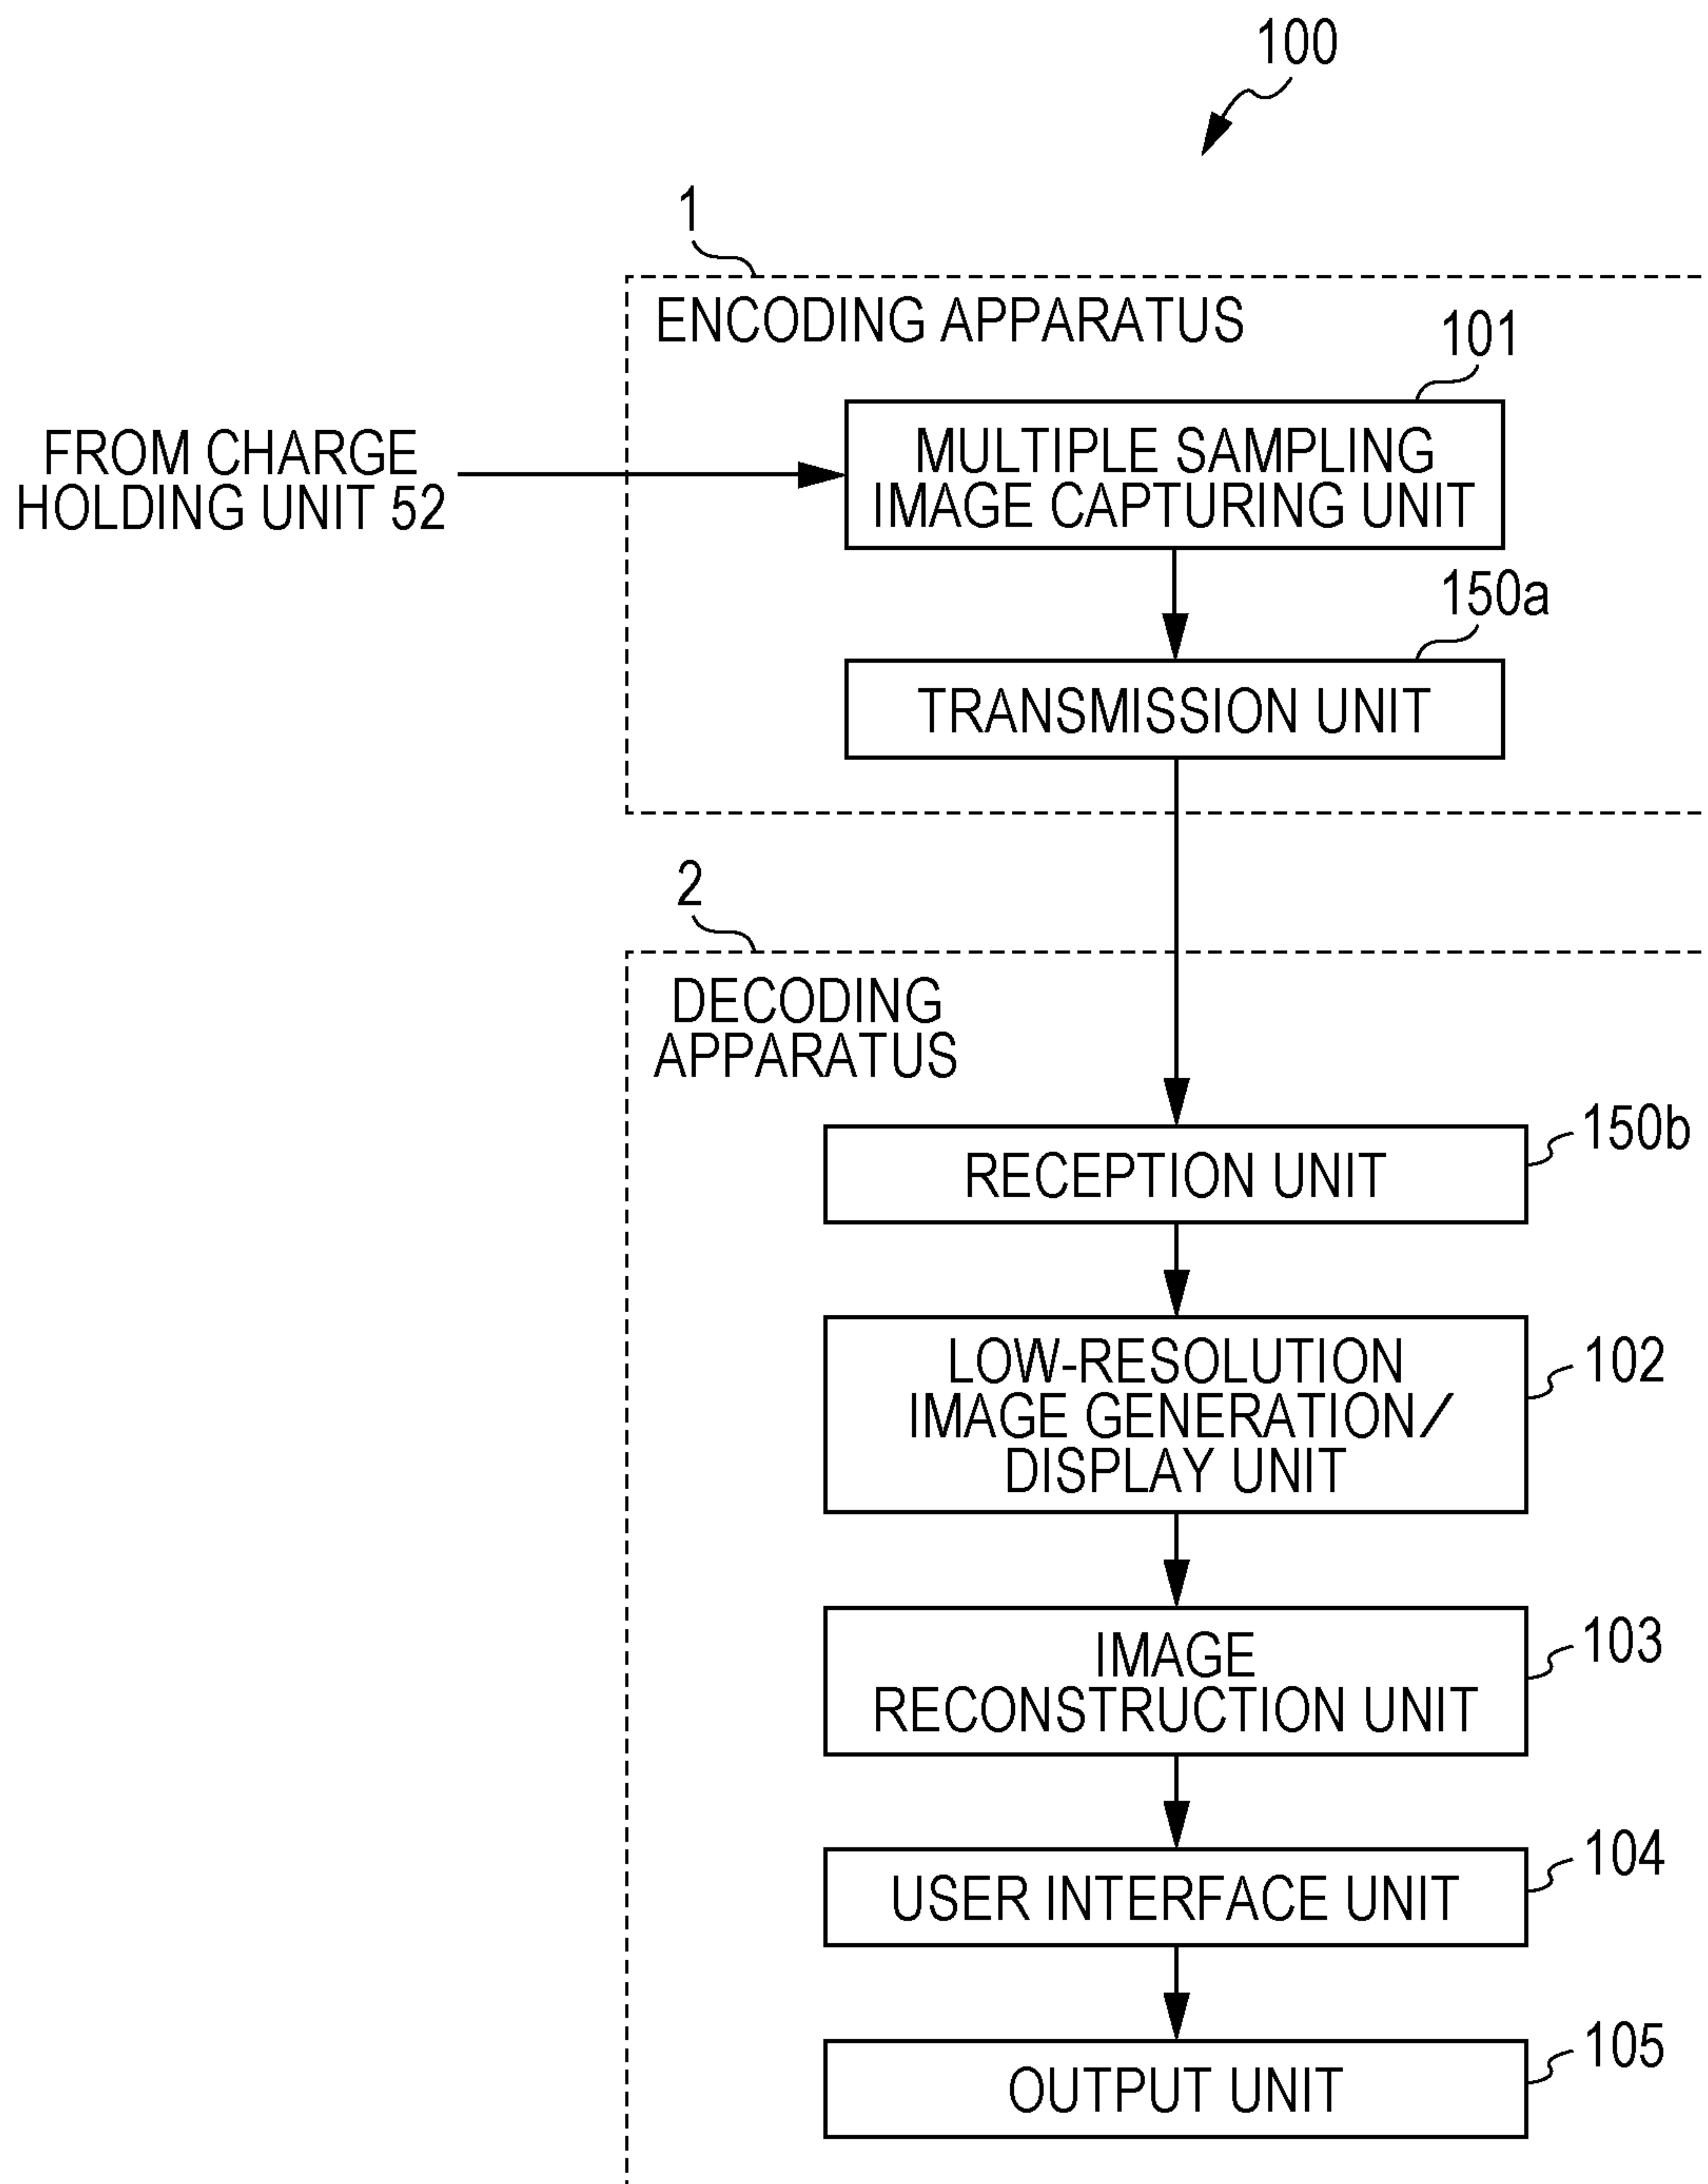 100
1
ENCODING APPARATUS
101
FROM CHARGE
HOLDING UNIT 52
MULTIPLE SAMPLING
IMAGE CAPTURING UNIT
150a
TRANSMISSION UNIT
2
DECODING
APPARATUS
150b
RECEPTION UNIT
LOW-RESOLUTION
IMAGE GENERATION/
DISPLAY UNIT
102
IMAGE
RECONSTRUCTION UNIT
103
USER INTERFACE UNIT
104
OUTPUT UNIT
105